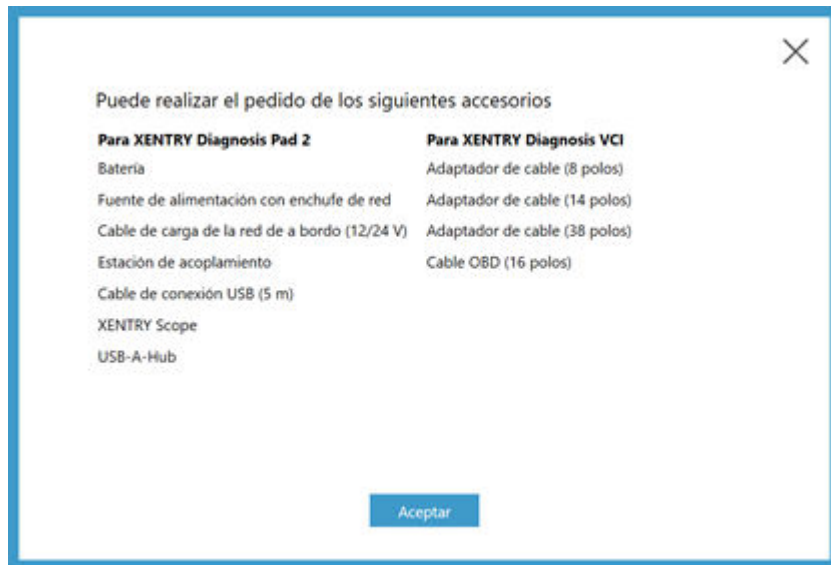 Puede realizar el pedido de los siguientes accesorios
Para XENTRY Diagnosis Pad 2
Batería
Fuente de alimentación con enchufe de red
Cable de carga de la red de a bordo (12/24 V)
Estación de acoplamiento
Cable de conexión USB (5 m)
XENTRY Scope
USB-A-Hub
Para XENTRY Diagnosis VCI
Adaptador de cable (8 polos)
Adaptador de cable (14 polos)
Adaptador de cable (38 polos)
Cable OBD (16 polos)
Aceptar